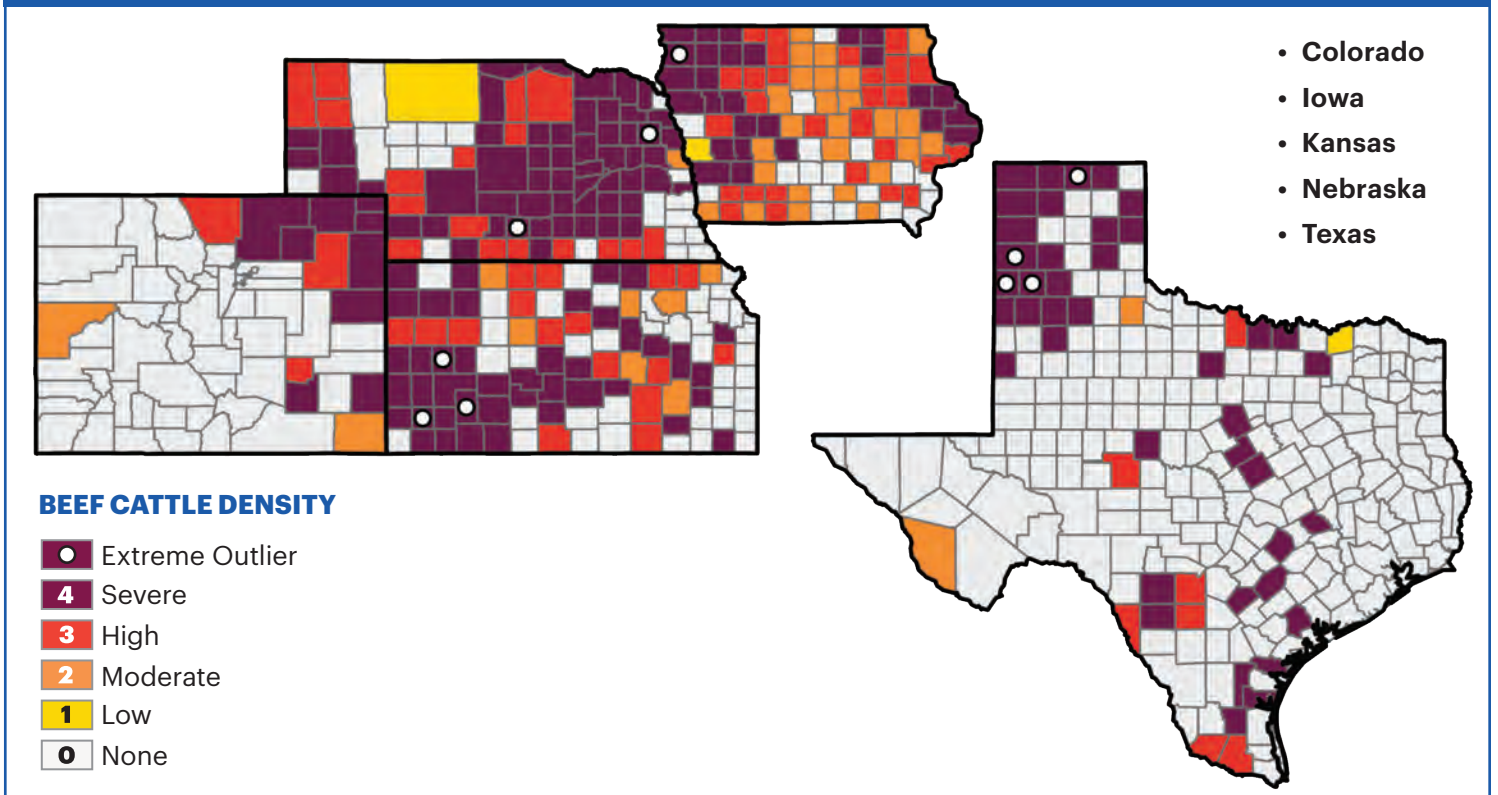 • Colorado
• Iowa
• Kansas
• Nebraska
• Texas
BEEF CATTLE DENSITY
Extreme Outlier
4 Severe
3 High
2 Moderate
1 Low
0 None